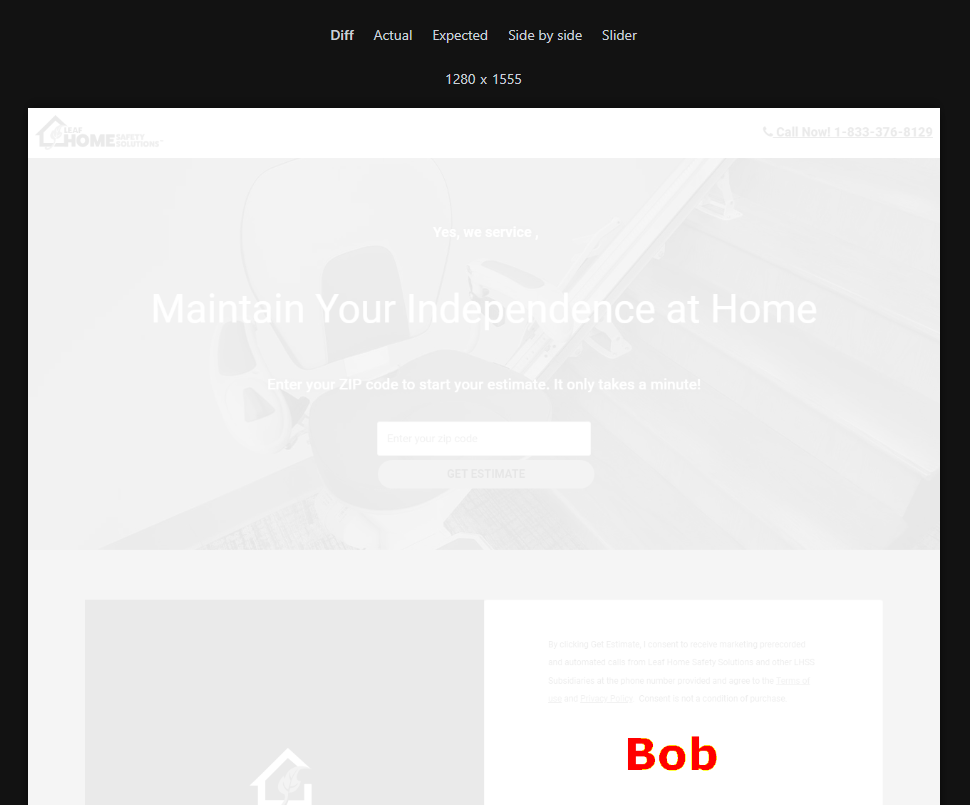 Diff Actual Expected Side by side Slider
1280 x 1555
LEAF
HOME SAFETY SOLUTIONS
Call Now! 1-833-376-8129
Yes, we service ,
Maintain Your Independence at Home
Enter your ZIP code to start your estimate. It only takes a minute!
Enter your zip code
GET ESTIMATE
By clicking Get Estimate, I consent to receive marketing prerecorded
and automated calls from Leaf Home Safety Solutions and other LHSS
Subsidiaries at the phone number provided and agree to the Terms of
use and Privacy Policy. Consent is not a condition of purchase.
Bob